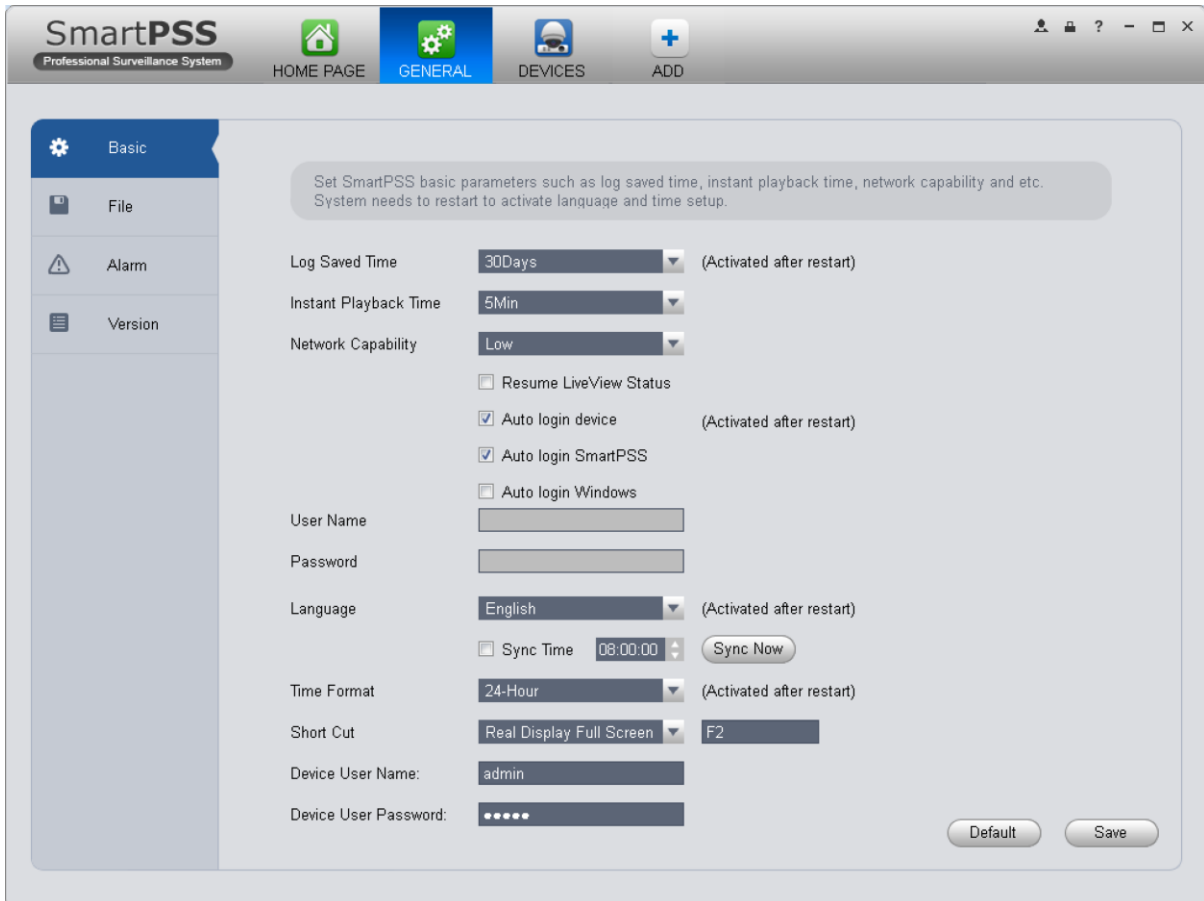 SmartPSS
Professional Surveillance System
HOME PAGE
GENERAL
DEVICES
ADD
?
Basic
File
Alarm
Version
Set SmartPSS basic parameters such as log saved time, instant playback time, network capability and etc.
System needs to restart to activate language and time setup.
Log Saved Time 30Days (Activated after restart)
Instant Playback Time 5Min
Network Capability Low
Resume LiveView Status
Auto login device (Activated after restart)
Auto login SmartPSS
Auto login Windows
User Name
Password
Language English (Activated after restart)
Sync Time 08:00:00 Sync Now
Time Format 24-Hour (Activated after restart)
Short Cut Real Display Full Screen F2
Device User Name: admin
Device User Password: •••••
Default Save